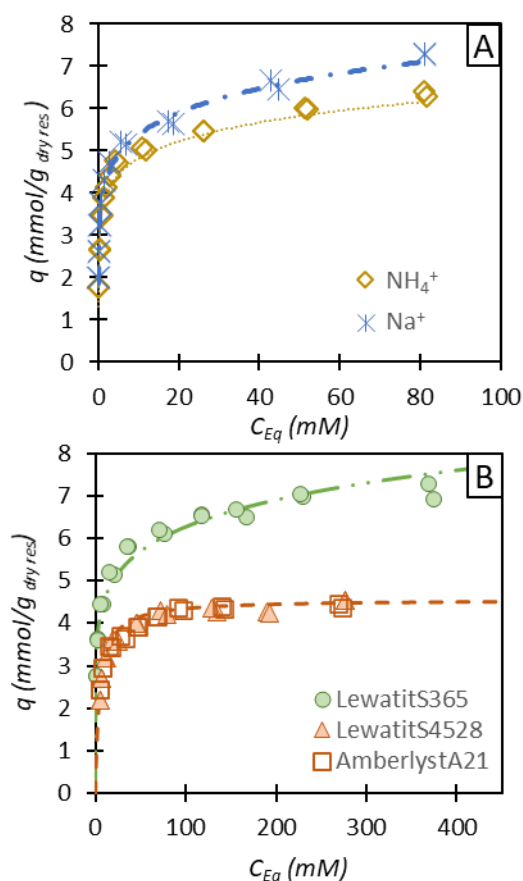 A
8
7
6
5
4
3
2
1
0
q (mmol/g dry res)
NH₄⁺
Na⁺
0 20 40 60 80 100
C_Eq (mM)
B
8
7
6
5
4
3
2
1
0
q (mmol/g dry res)
LewatitS365
LewatitS4528
AmberlystA21
0 100 200 300 400
C_Eq (mM)